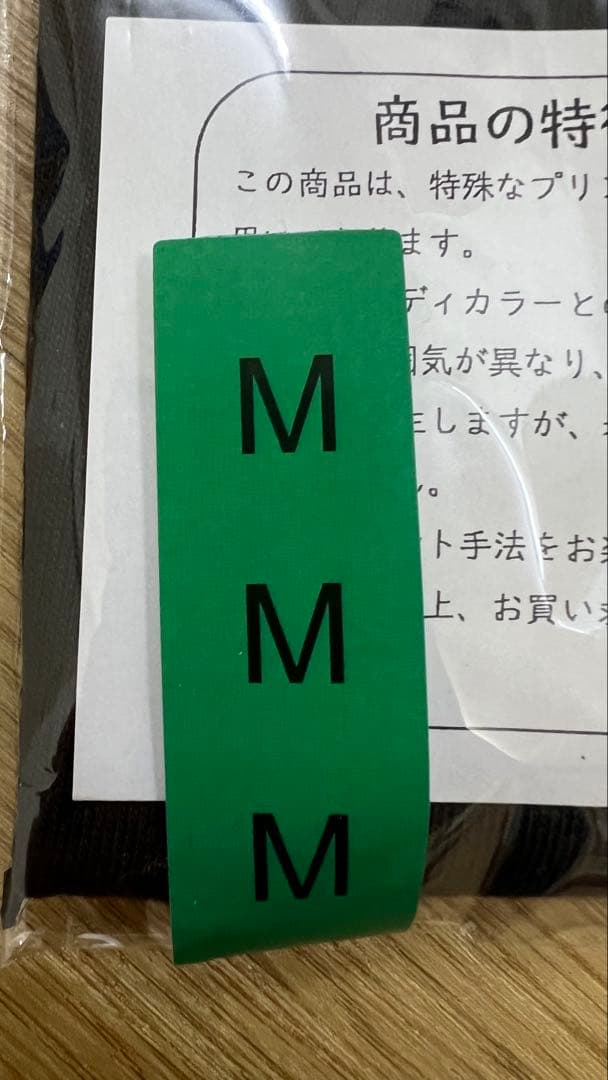 商品の特
この商品は、特殊なプリ
ます。
ディカラーと
気が異なり、
しますが、
。
ト手法をお
上、お買い
M
M
M